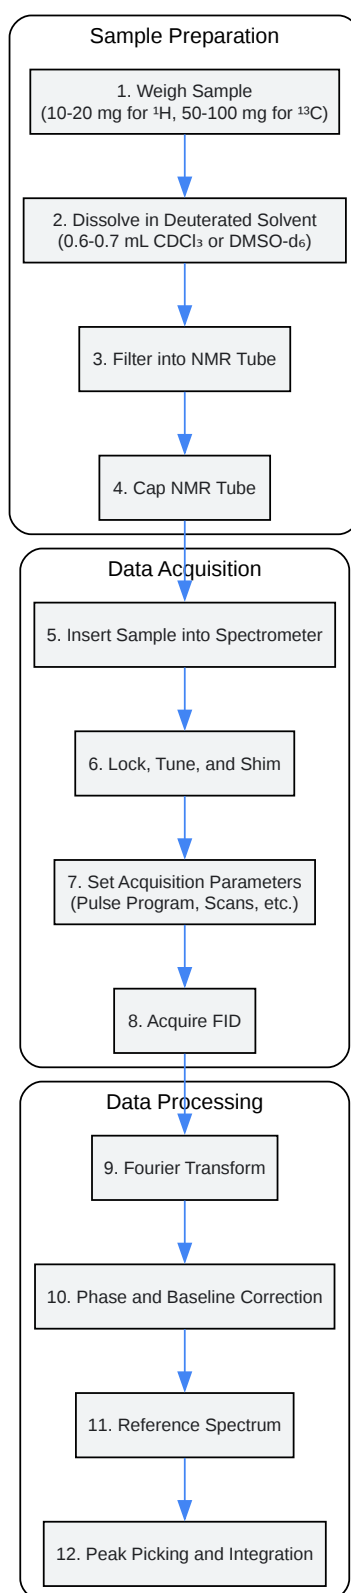 Sample Preparation
1. Weigh Sample
(10-20 mg for ¹H, 50-100 mg for ¹³C)
2. Dissolve in Deuterated Solvent
(0.6-0.7 mL CDCl₃ or DMSO-d₆)
3. Filter into NMR Tube
4. Cap NMR Tube
Data Acquisition
5. Insert Sample into Spectrometer
6. Lock, Tune, and Shim
7. Set Acquisition Parameters
(Pulse Program, Scans, etc.)
8. Acquire FID
Data Processing
9. Fourier Transform
10. Phase and Baseline Correction
11. Reference Spectrum
12. Peak Picking and Integration